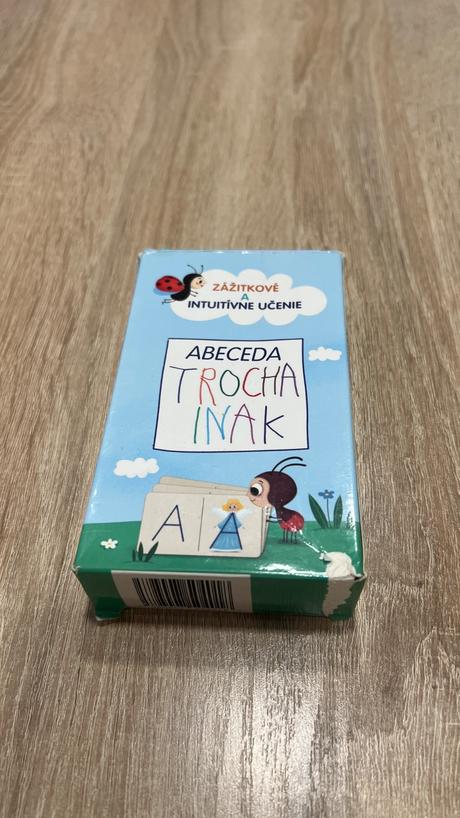 ZÁŽITKOVÉ
A
INTUITÍVNE UČENIE
ABECEDA
TROCHA
INAK
A A